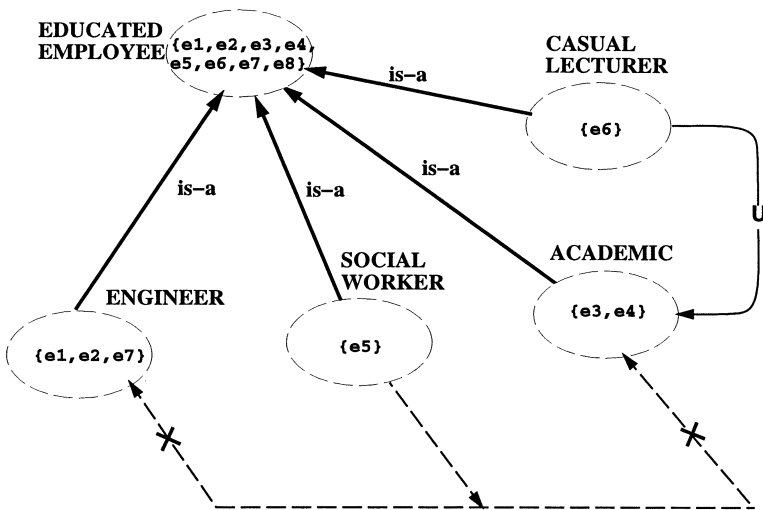 EDUCATED
EMPLOYEE
{e1,e2,e3,e4,
e5,e6,e7,e8}
CASUAL
LECTURER
is-a
{e6}
is-a
is-a
is-a
U
SOCIAL
WORKER
ACADEMIC
ENGINEER
{e3,e4}
{e1,e2,e7}
{e5}